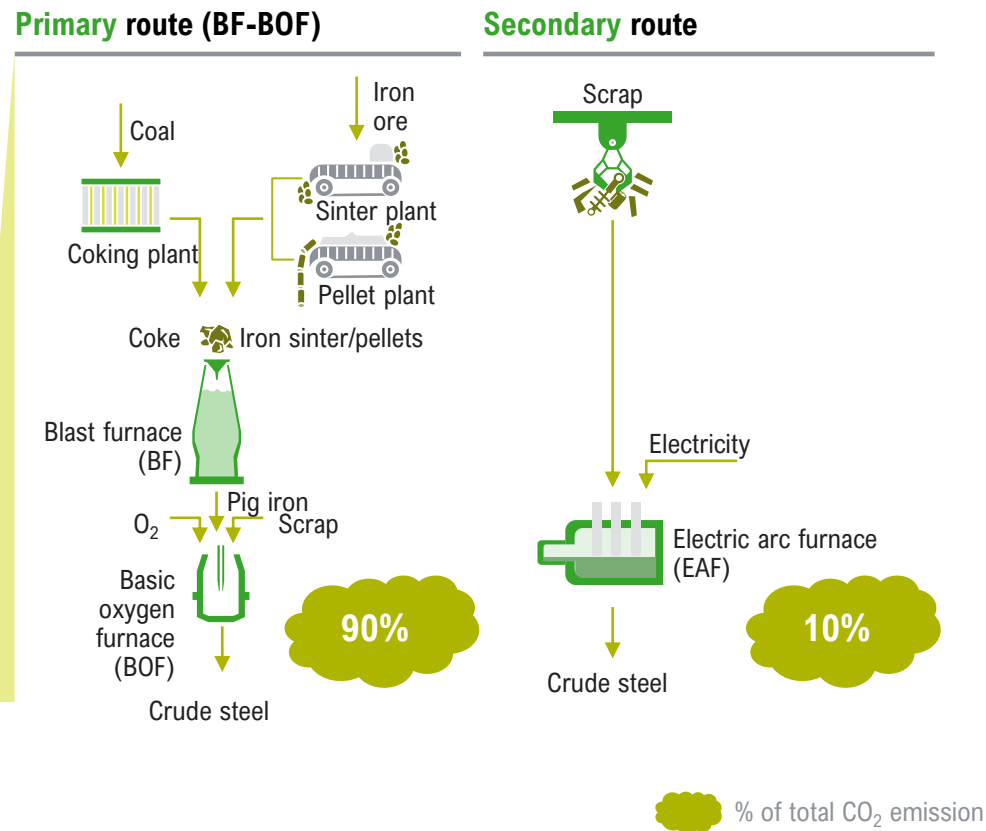 Primary route (BF-BOF)
Coal
Iron
ore
Coking plant
Sinter plant
Pellet plant
Coke
Iron sinter/pellets
Blast furnace
(BF)
Pig iron
O₂
Scrap
Basic
oxygen
furnace
(BOF)
90%
Crude steel
Secondary route
Scrap
Electricity
Electric arc furnace
(EAF)
10%
Crude steel
% of total CO₂ emission